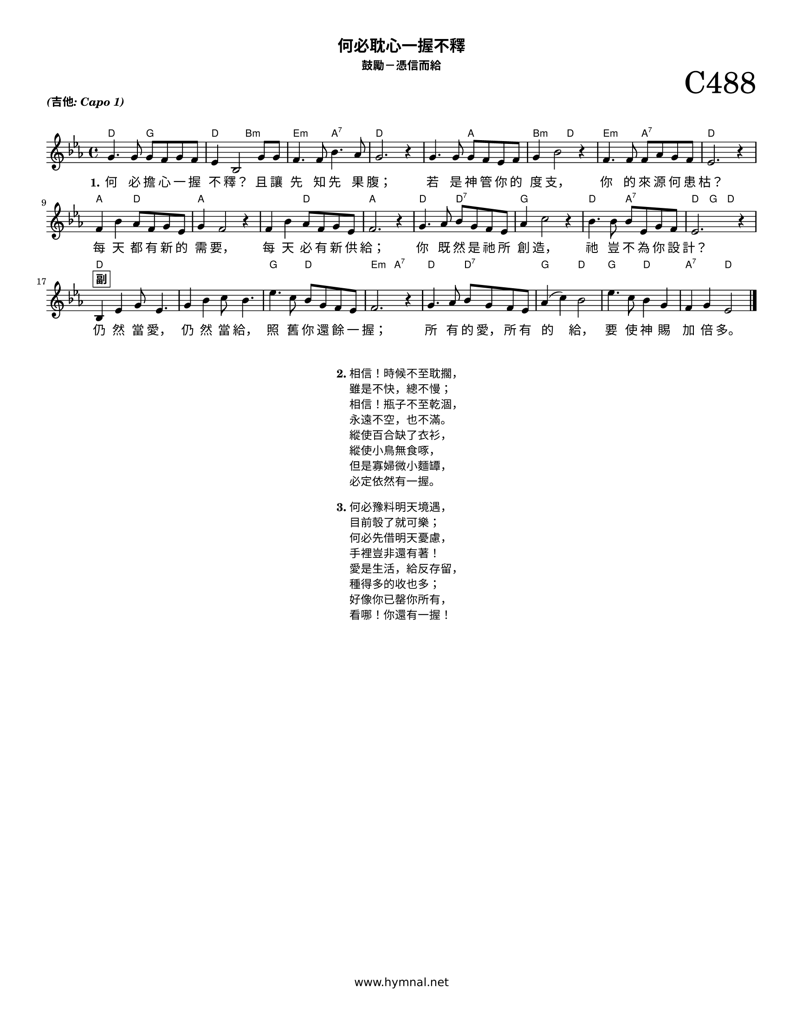 何必耽心一握不釋
鼓勵－憑信而給
C488
(吉他: Capo 1)
D G D Bm Em A7 D A Bm D Em A7 D
1. 何 必擔心一握 不釋？且讓 先 知先 果腹； 若 是神管你的 度支， 你 的來源何患枯？
9
A D A D A D D7 G D A7 D G D
每 天 都有新的 需要， 每 天 必有新供給； 你 既然是祂所 創造， 祂 豈不為你設計？
D G D Em A7 D D7 G D G D A7 D
17 副
仍 然 當愛， 仍 然 當給， 照 舊你還餘一握； 所 有的愛，所有 的 給， 要 使神賜 加 倍多。
2. 相信！時候不至耽擱，
雖是不快，總不慢；
相信！瓶子不至乾涸，
永遠不空，也不滿。
縱使百合缺了衣衫，
縱使小鳥無食啄，
但是寡婦微小麵罈，
必定依然有一握。
3. 何必豫料明天境遇，
目前彀了就可樂；
何必先借明天憂慮，
手裡豈非還有著！
愛是生活，給反存留，
種得多的收也多；
好像你已罄你所有，
看哪！你還有一握！
www.hymnal.net